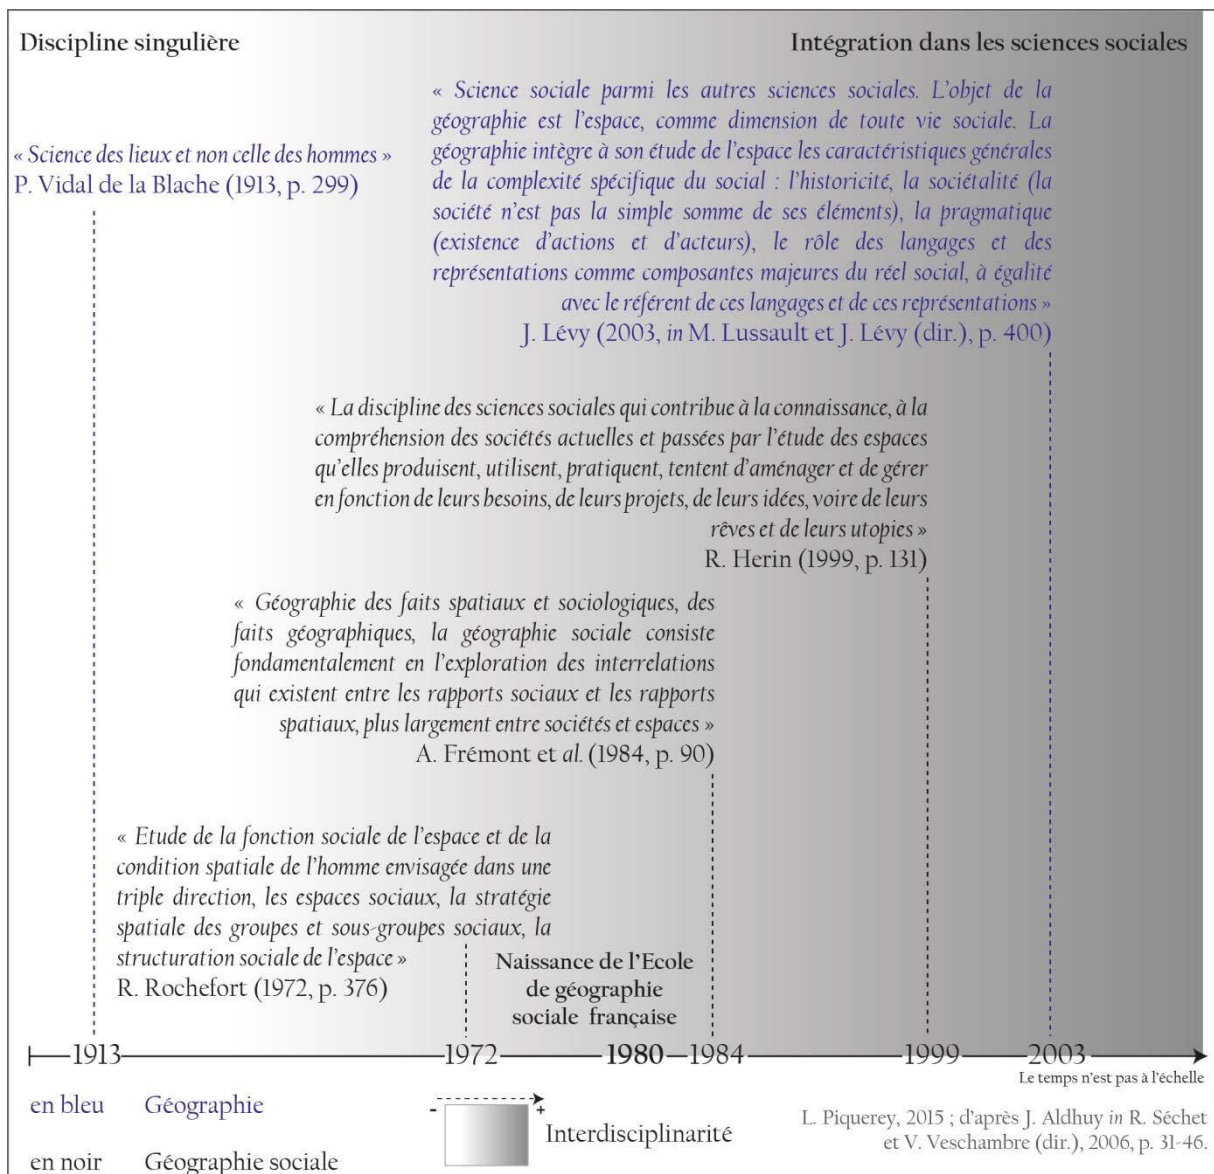 Discipline singulière
Intégration dans les sciences sociales
« Science des lieux et non celle des hommes »
P. Vidal de la Blache (1913, p. 299)
« Science sociale parmi les autres sciences sociales. L'objet de la
géographie est l'espace, comme dimension de toute vie sociale. La
géographie intègre à son étude de l'espace les caractéristiques générales
de la complexité spécifique du social : l'historicité, la sociétalité (la
société n'est pas la simple somme de ses éléments), la pragmatique
(existence d'actions et d'acteurs), le rôle des langages et des
représentations comme composantes majeures du réel social, à égalité
avec le référent de ces langages et de ces représentations »
J. Lévy (2003, in M. Lussault et J. Lévy (dir.), p. 400)
« La discipline des sciences sociales qui contribue à la connaissance, à la
compréhension des sociétés actuelles et passées par l'étude des espaces
qu'elles produisent, utilisent, pratiquent, tentent d'aménager et de gérer
en fonction de leurs besoins, de leurs projets, de leurs idées, voire de leurs
rêves et de leurs utopies »
R. Herin (1999, p. 131)
« Géographie des faits spatiaux et sociologiques, des
faits géographiques, la géographie sociale consiste
fondamentalement en l'exploration des interrelations
qui existent entre les rapports sociaux et les rapports
spatiaux, plus largement entre sociétés et espaces »
A. Frémont et al. (1984, p. 90)
« Etude de la fonction sociale de l'espace et de la
condition spatiale de l'homme envisagée dans une
triple direction, les espaces sociaux, la stratégie
spatiale des groupes et sous-groupes sociaux, la
structuration sociale de l'espace »
R. Rochefort (1972, p. 376)
Naissance de l'Ecole
de géographie
sociale française
1913 1972 1980 1984 1999 2003
Le temps n'est pas à l'échelle
en bleu Géographie
en noir Géographie sociale
- +
Interdisciplinarité
L. Piquerey, 2015 ; d'après J. Aldhuy in R. Séchet
et V. Veschambre (dir.), 2006, p. 31-46.